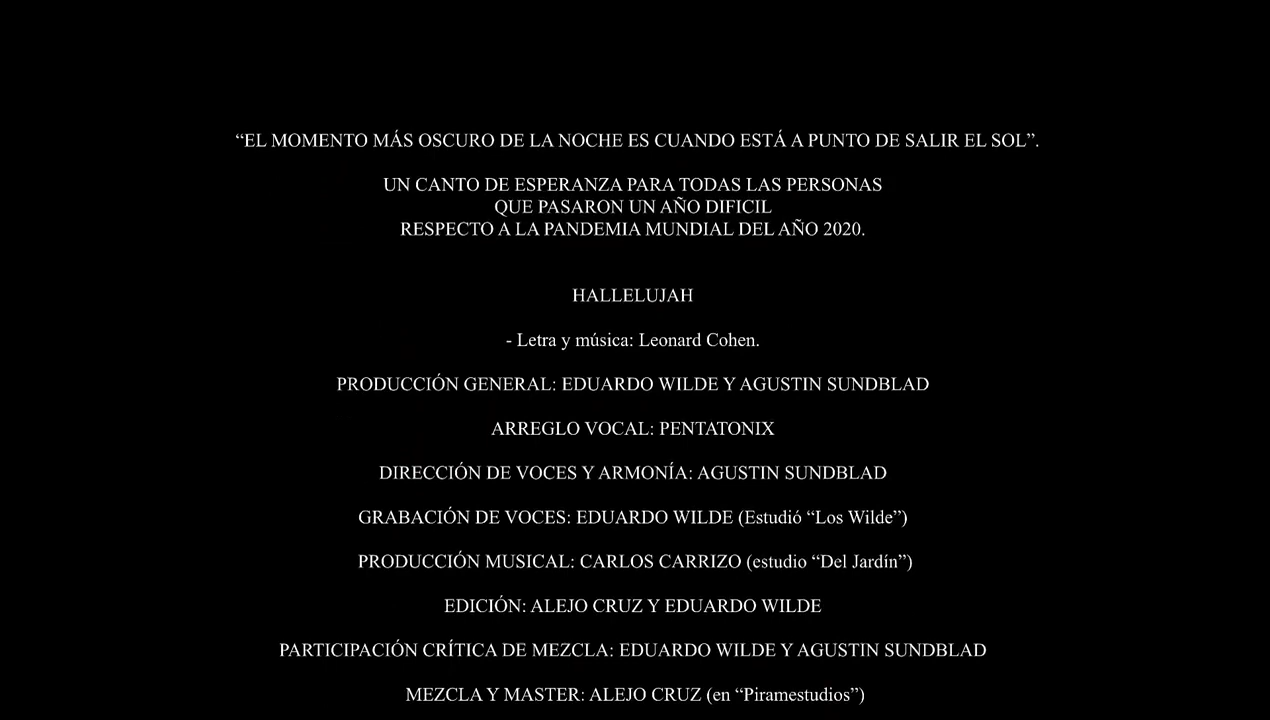 “EL MOMENTO MÁS OSCURO DE LA NOCHE ES CUANDO ESTÁ A PUNTO DE SALIR EL SOL”.
UN CANTO DE ESPERANZA PARA TODAS LAS PERSONAS
QUE PASARON UN AÑO DIFICIL
RESPECTO A LA PANDEMIA MUNDIAL DEL AÑO 2020.
HALLELUJAH
- Letra y música: Leonard Cohen.
PRODUCCIÓN GENERAL: EDUARDO WILDE Y AGUSTIN SUNDBLAD
ARREGLO VOCAL: PENTATONIX
DIRECCIÓN DE VOCES Y ARMONÍA: AGUSTIN SUNDBLAD
GRABACIÓN DE VOCES: EDUARDO WILDE (Estudió “Los Wilde”)
PRODUCCIÓN MUSICAL: CARLOS CARRIZO (estudio “Del Jardín”)
EDICIÓN: ALEJO CRUZ Y EDUARDO WILDE
PARTICIPACIÓN CRÍTICA DE MEZCLA: EDUARDO WILDE Y AGUSTIN SUNDBLAD
MEZCLA Y MASTER: ALEJO CRUZ (en “Piramestudios”)